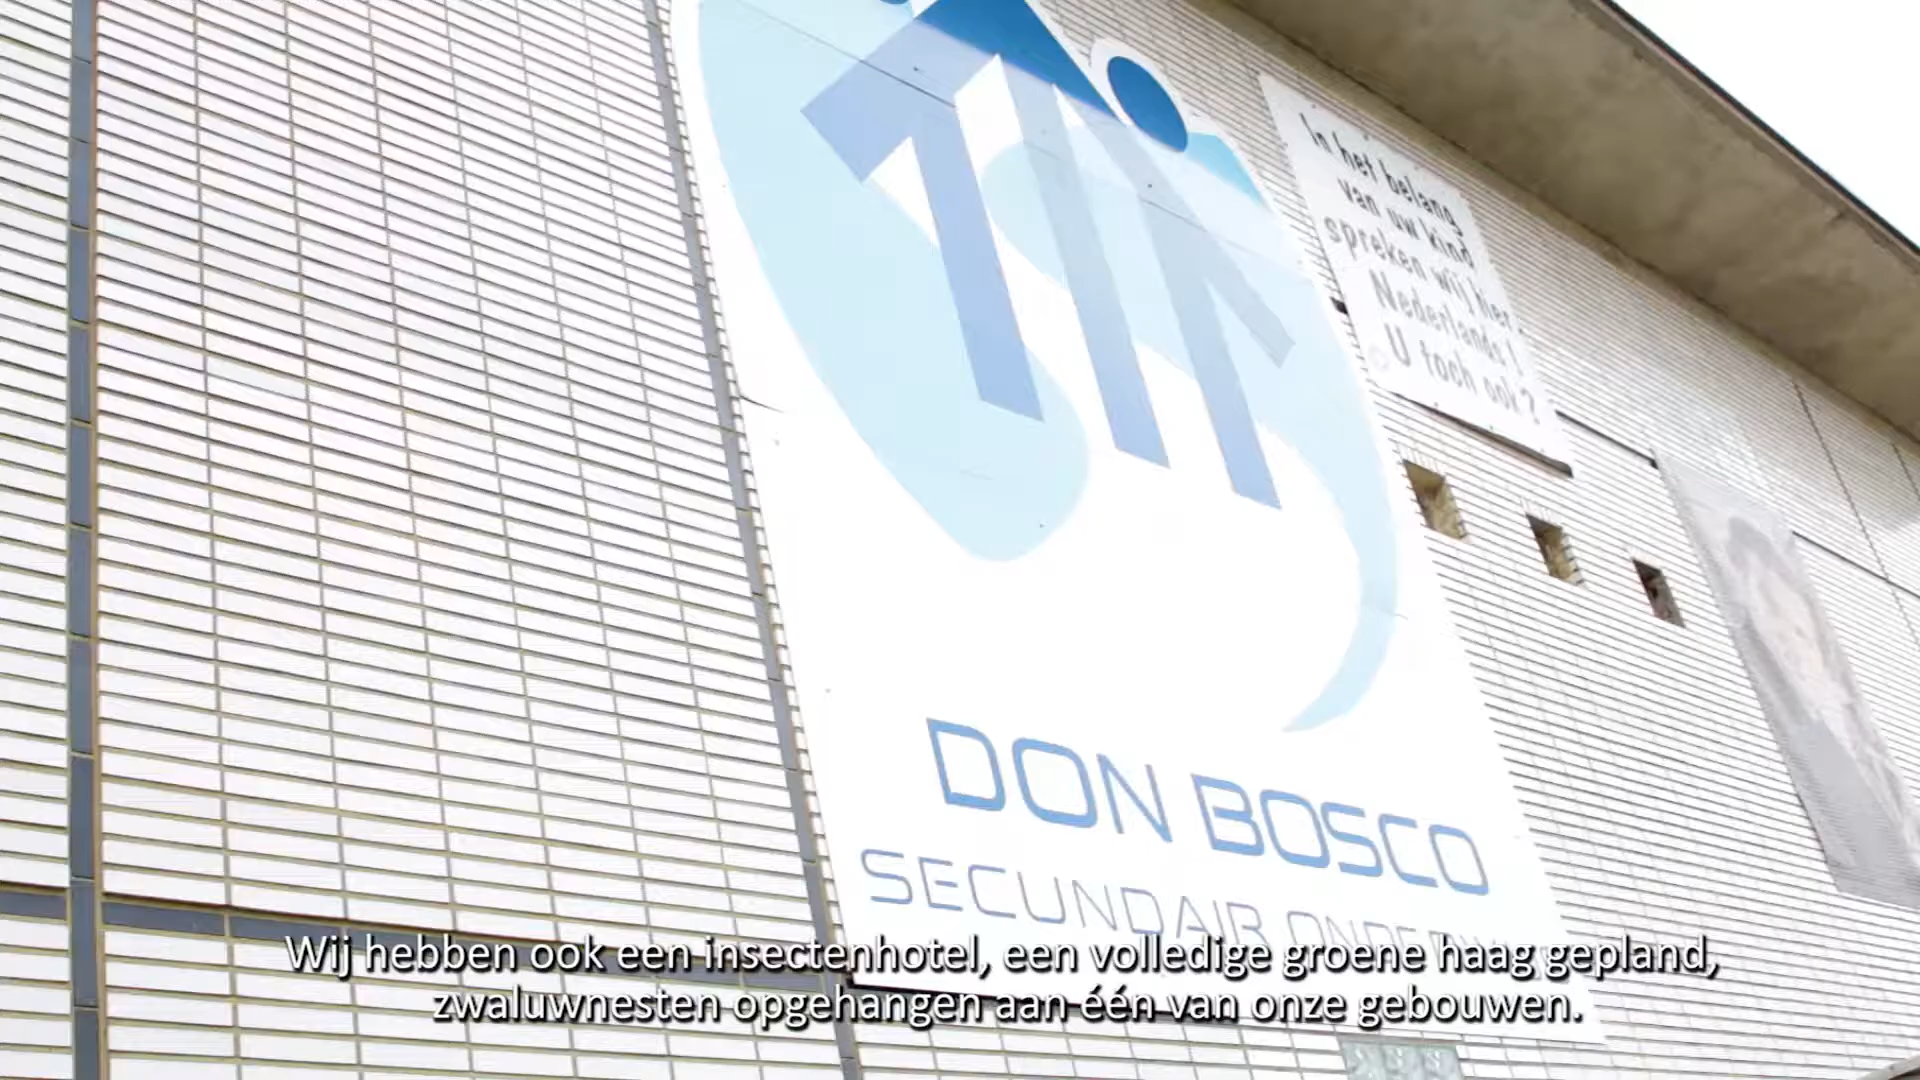 In het belang
van uw kind
spreken wij hier
Nederlands!
U toch ook?
DON BOSCO
SECUNDAIR
Wij hebben ook een insectenhotel, een volledige groene haag gepland,
zwaluwnesten opgehangen aan één van onze gebouwen.